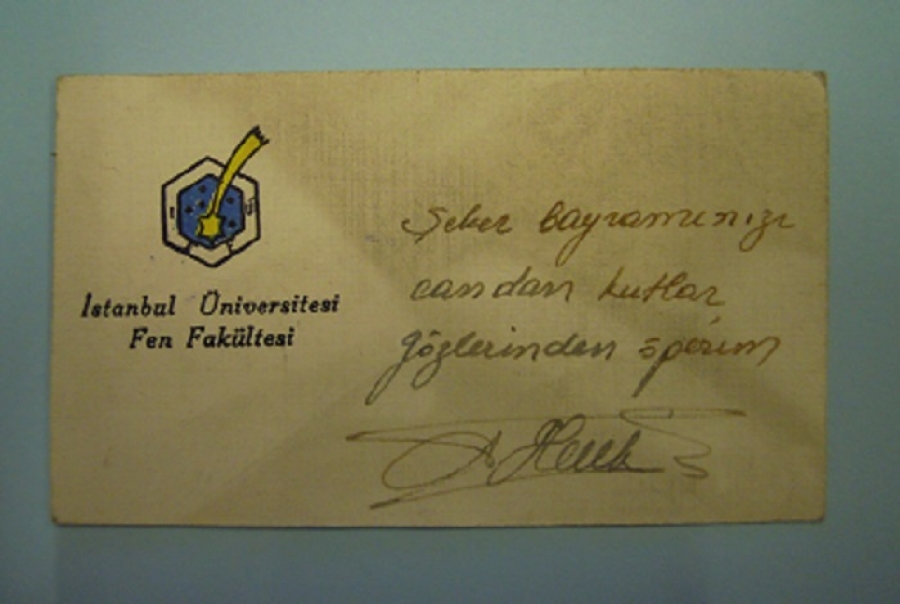 İstanbul Üniversitesi
Fen Fakültesi
Şeker bayramınızı
candan kutlar
gözlerinden öperim